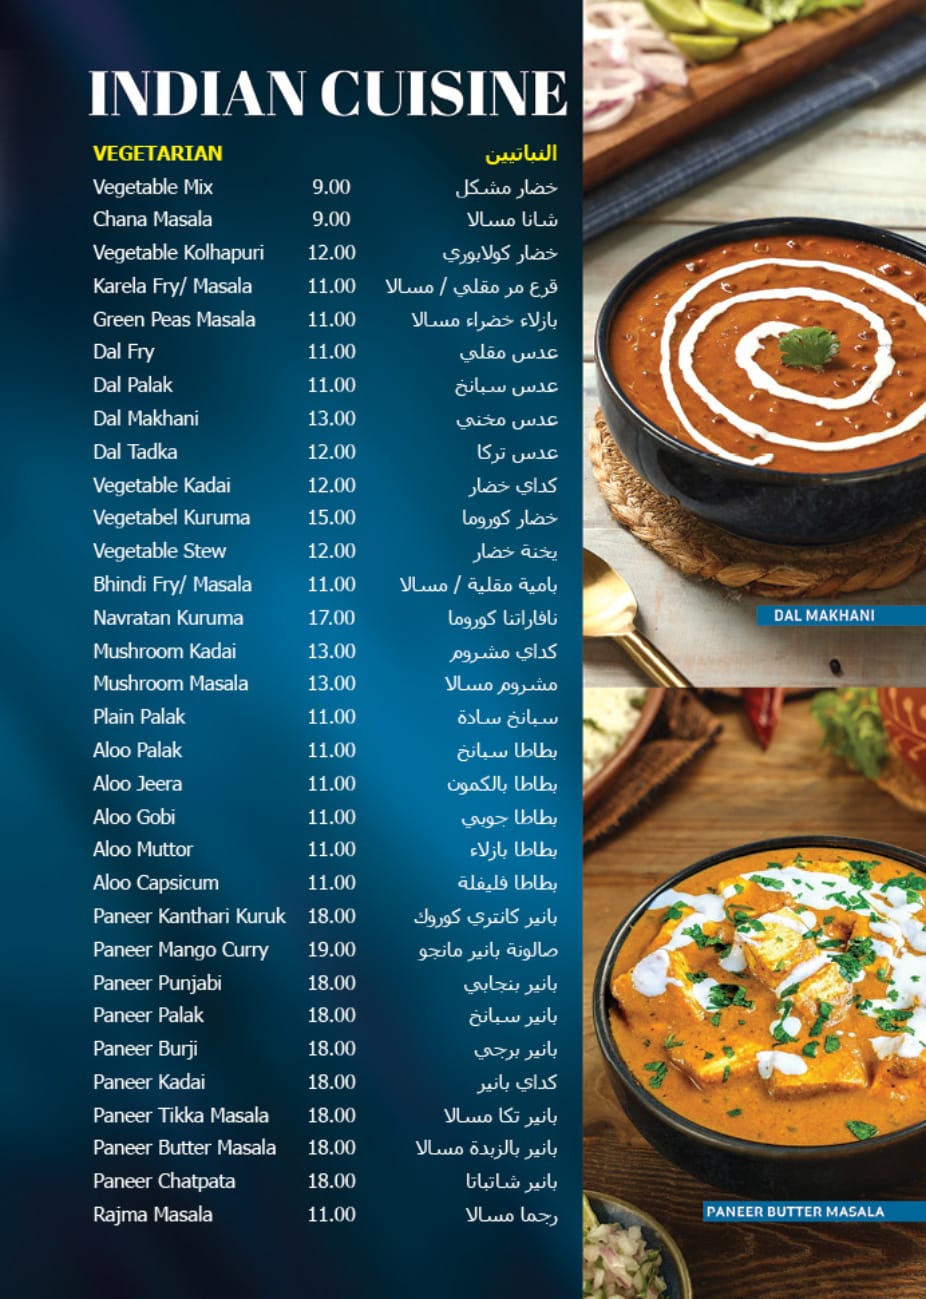 INDIAN CUISINE
VEGETARIAN النباتيين
Vegetable Mix 9.00 خضار مشكل
Chana Masala 9.00 شانا مسالا
Vegetable Kolhapuri 12.00 خضار كولابوري
Karela Fry/ Masala 11.00 قرع مر مقلي / مسالا
Green Peas Masala 11.00 بازلاء خضراء مسالا
Dal Fry 11.00 عدس مقلي
Dal Palak 11.00 عدس سبانخ
Dal Makhani 13.00 عدس مخني
Dal Tadka 12.00 عدس تركا
Vegetable Kadai 12.00 كداي خضار
Vegetabel Kuruma 15.00 خضار كوروما
Vegetable Stew 12.00 يخنة خضار
Bhindi Fry/ Masala 11.00 بامية مقلية / مسالا
Navratan Kuruma 17.00 نافاراتنا كوروما
Mushroom Kadai 13.00 كداي مشروم
Mushroom Masala 13.00 مشروم مسالا
Plain Palak 11.00 سبانخ سادة
Aloo Palak 11.00 بطاطا سبانخ
Aloo Jeera 11.00 بطاطا بالكمون
Aloo Gobi 11.00 بطاطا جوبي
Aloo Muttor 11.00 بطاطا بازلاء
Aloo Capsicum 11.00 بطاطا فليفلة
Paneer Kanthari Kuruk 18.00 بانير كانتري كوروك
Paneer Mango Curry 19.00 صالونة بانير مانجو
Paneer Punjabi 18.00 بانير بنجابي
Paneer Palak 18.00 بانير سبانخ
Paneer Burji 18.00 بانير برجي
Paneer Kadai 18.00 كداي بانير
Paneer Tikka Masala 18.00 بانير تكا مسالا
Paneer Butter Masala 18.00 بانير بالزبدة مسالا
Paneer Chatpata 18.00 بانير شاتباتا
Rajma Masala 11.00 رجما مسالا
DAL MAKHANI
PANEER BUTTER MASALA